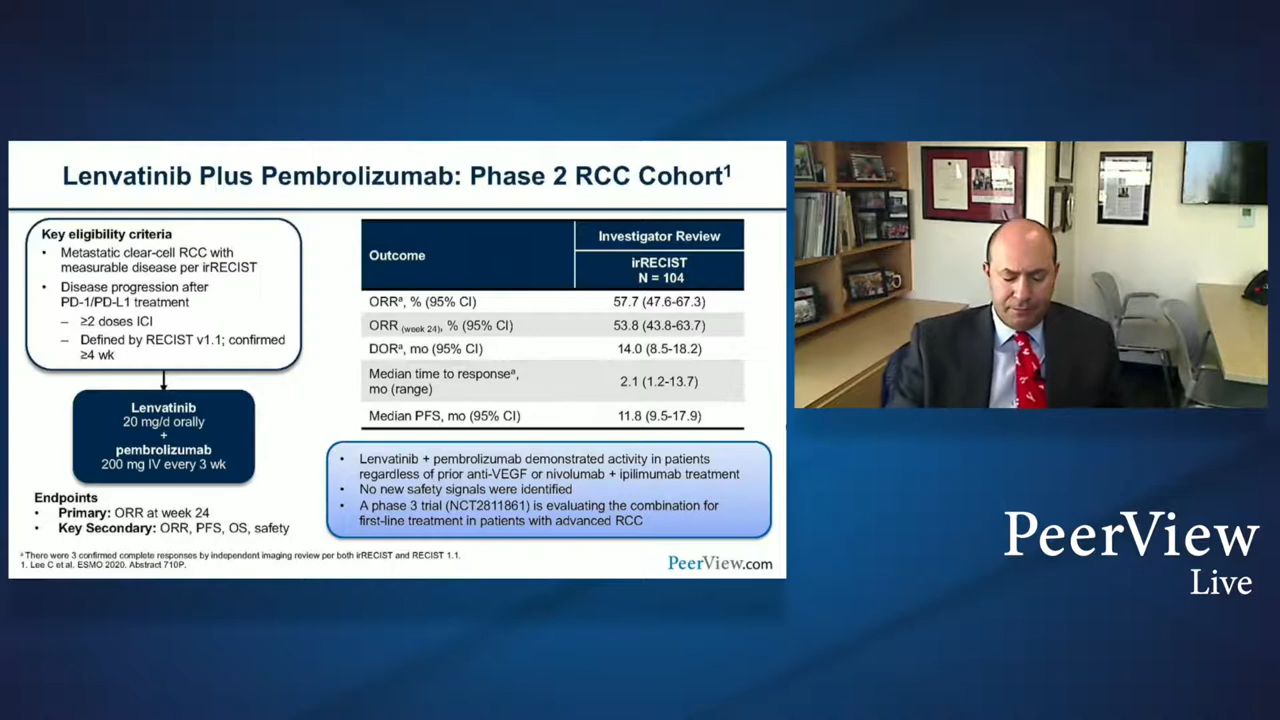 Lenvatinib Plus Pembrolizumab: Phase 2 RCC Cohort¹
Key eligibility criteria
• Metastatic clear-cell RCC with
measurable disease per irRECIST
• Disease progression after
PD-1/PD-L1 treatment
– ≥2 doses ICI
– Defined by RECIST v1.1; confirmed
≥4 wk
Lenvatinib
20 mg/d orally
+
pembrolizumab
200 mg IV every 3 wk
Endpoints
• Primary: ORR at week 24
• Key Secondary: ORR, PFS, OS, safety
Outcome
Investigator Review
irRECIST
N = 104
ORRᵃ, % (95% CI) 57.7 (47.6-67.3)
ORR (week 24), % (95% CI) 53.8 (43.8-63.7)
DORᵃ, mo (95% CI) 14.0 (8.5-18.2)
Median time to responseᵃ,
mo (range) 2.1 (1.2-13.7)
Median PFS, mo (95% CI) 11.8 (9.5-17.9)
• Lenvatinib + pembrolizumab demonstrated activity in patients
regardless of prior anti-VEGF or nivolumab + ipilimumab treatment
• No new safety signals were identified
• A phase 3 trial (NCT2811861) is evaluating the combination for
first-line treatment in patients with advanced RCC
ᵃ There were 3 confirmed complete responses by independent imaging review per both irRECIST and RECIST 1.1.
1. Lee C et al. ESMO 2020. Abstract 710P.
PeerView.com
PeerView
Live